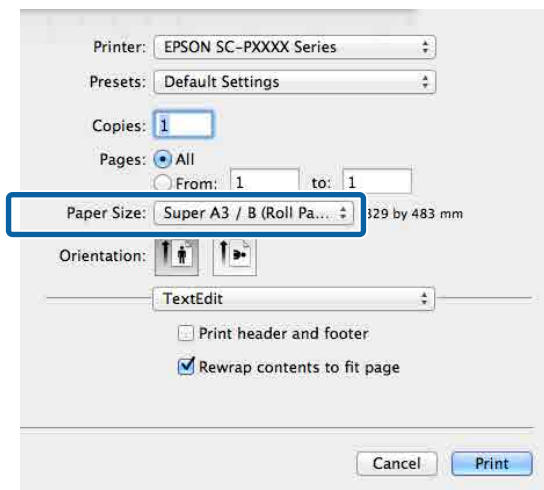 Printer: EPSON SC-PXXXX Series
Presets: Default Settings
Copies: 1
Pages: All
From: 1 to: 1
Paper Size: Super A3 / B (Roll Pa... 329 by 483 mm
Orientation:
TextEdit
Print header and footer
Rewrap contents to fit page
Cancel Print